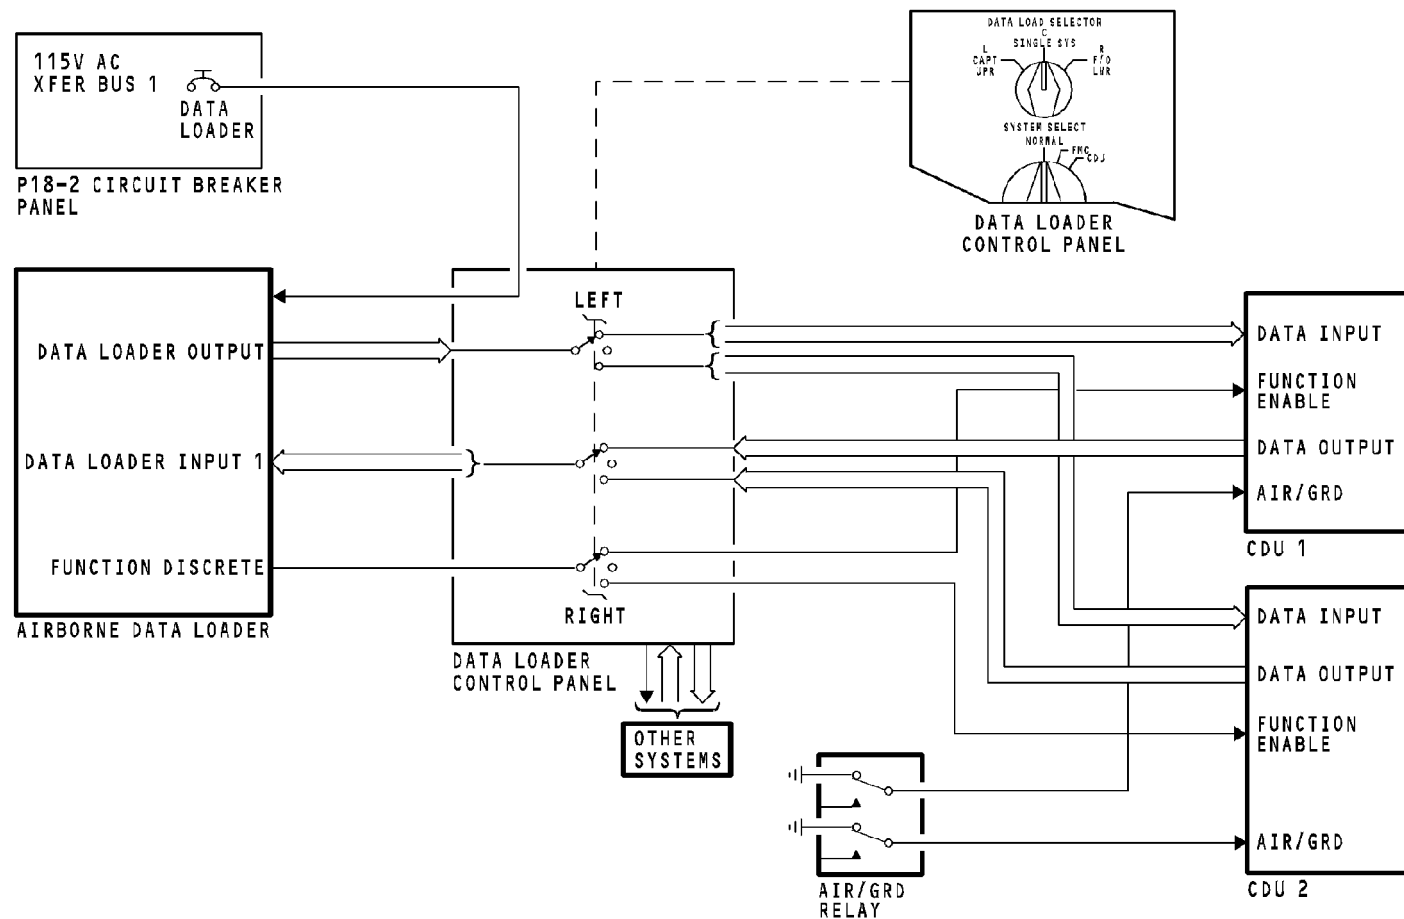 DATA LOAD SELECTOR
C
SINGLE SYS
L
CAPT
UPR
R
F/O
LWR
SYSTEM SELECT
NORMAL
FMC
CDU
DATA LOADER
CONTROL PANEL
115V AC
XFER BUS 1
DATA
LOADER
P18-2 CIRCUIT BREAKER
PANEL
DATA LOADER OUTPUT
DATA LOADER INPUT 1
FUNCTION DISCRETE
AIRBORNE DATA LOADER
LEFT
RIGHT
DATA LOADER
CONTROL PANEL
OTHER
SYSTEMS
DATA INPUT
FUNCTION
ENABLE
DATA OUTPUT
AIR/GRD
CDU 1
DATA INPUT
DATA OUTPUT
FUNCTION
ENABLE
AIR/GRD
CDU 2
AIR/GRD
RELAY